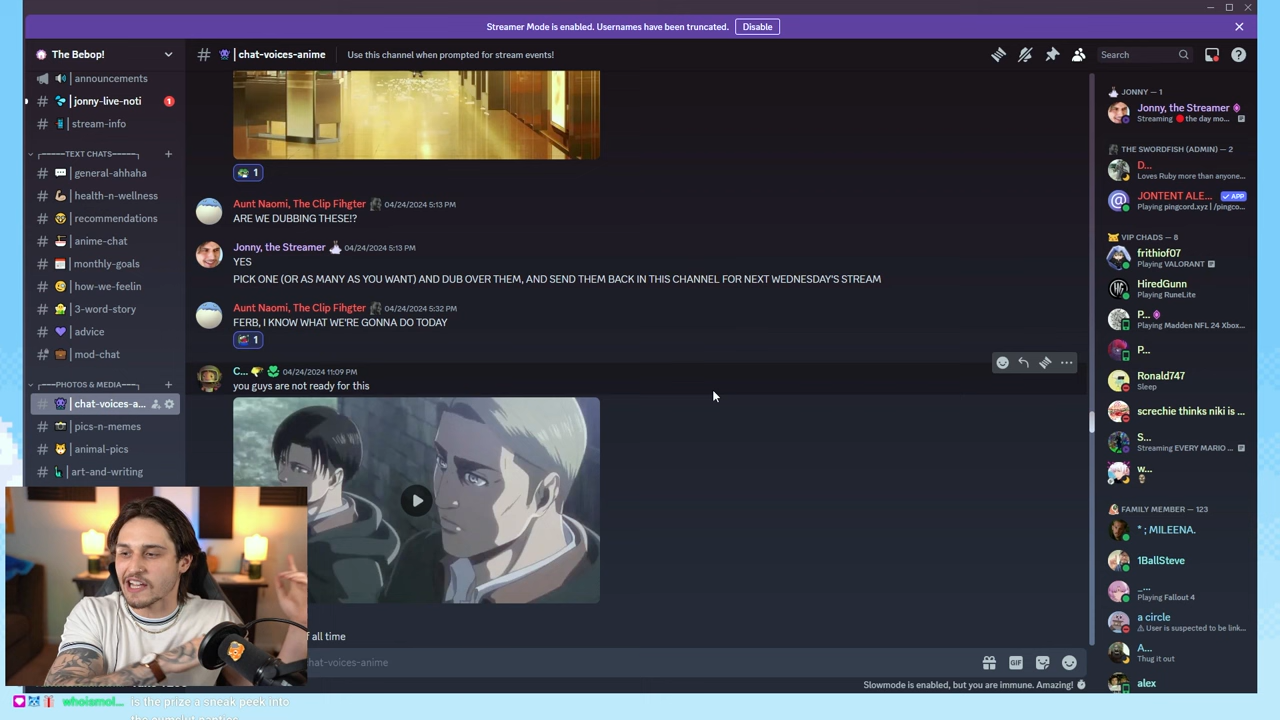 Streamer Mode is enabled. Usernames have been truncated.
Disable
The Bebop!
# | chat-voices-anime
Use this channel when prompted for stream events!
Search
| announcements
# | jonny-live-noti 1
# | stream-info
TEXT CHATS
# | general-ahhaha
# | health-n-wellness
# | recommendations
# | anime-chat
# | monthly-goals
# | how-we-feelin
# | 3-word-story
# | advice
# | mod-chat
PHOTOS & MEDIA
# | chat-voices-a...
# | pics-n-memes
# | animal-pics
# | art-and-writing
1
Aunt Naomi, The Clip Fihgter 04/24/2024 5:13 PM
ARE WE DUBBING THESE!?
Jonny, the Streamer 04/24/2024 5:13 PM
YES
PICK ONE (OR AS MANY AS YOU WANT) AND DUB OVER THEM, AND SEND THEM BACK IN THIS CHANNEL FOR NEXT WEDNESDAY'S STREAM
Aunt Naomi, The Clip Fihgter 04/24/2024 5:32 PM
FERB, I KNOW WHAT WE'RE GONNA DO TODAY
1
C... 04/24/2024 11:09 PM
you guys are not ready for this
f all time
chat-voices-anime
GIF
Slowmode is enabled, but you are immune. Amazing!
JONNY — 1
Jonny, the Streamer
Streaming the day mo...
THE SWORDFISH (ADMIN) — 2
D...
Loves Ruby more than anyone...
JONTENT ALE... ✓ APP
Playing pingcord.xyz | /pingco...
VIP CHADS — 8
frithiof07
Playing VALORANT
HiredGunn
Playing RuneLite
P...
Playing Madden NFL 24 Xbox...
P...
Ronald747
Sleep
screchie thinks niki is ...
S...
Streaming EVERY MARIO ...
w...
FAMILY MEMBER — 123
* ; MILEENA.
1BallSteve
_...
Playing Fallout 4
a circle
⚠ User is suspected to be link...
A...
Thug it out
alex
whoismol... is the prize a sneak peek into